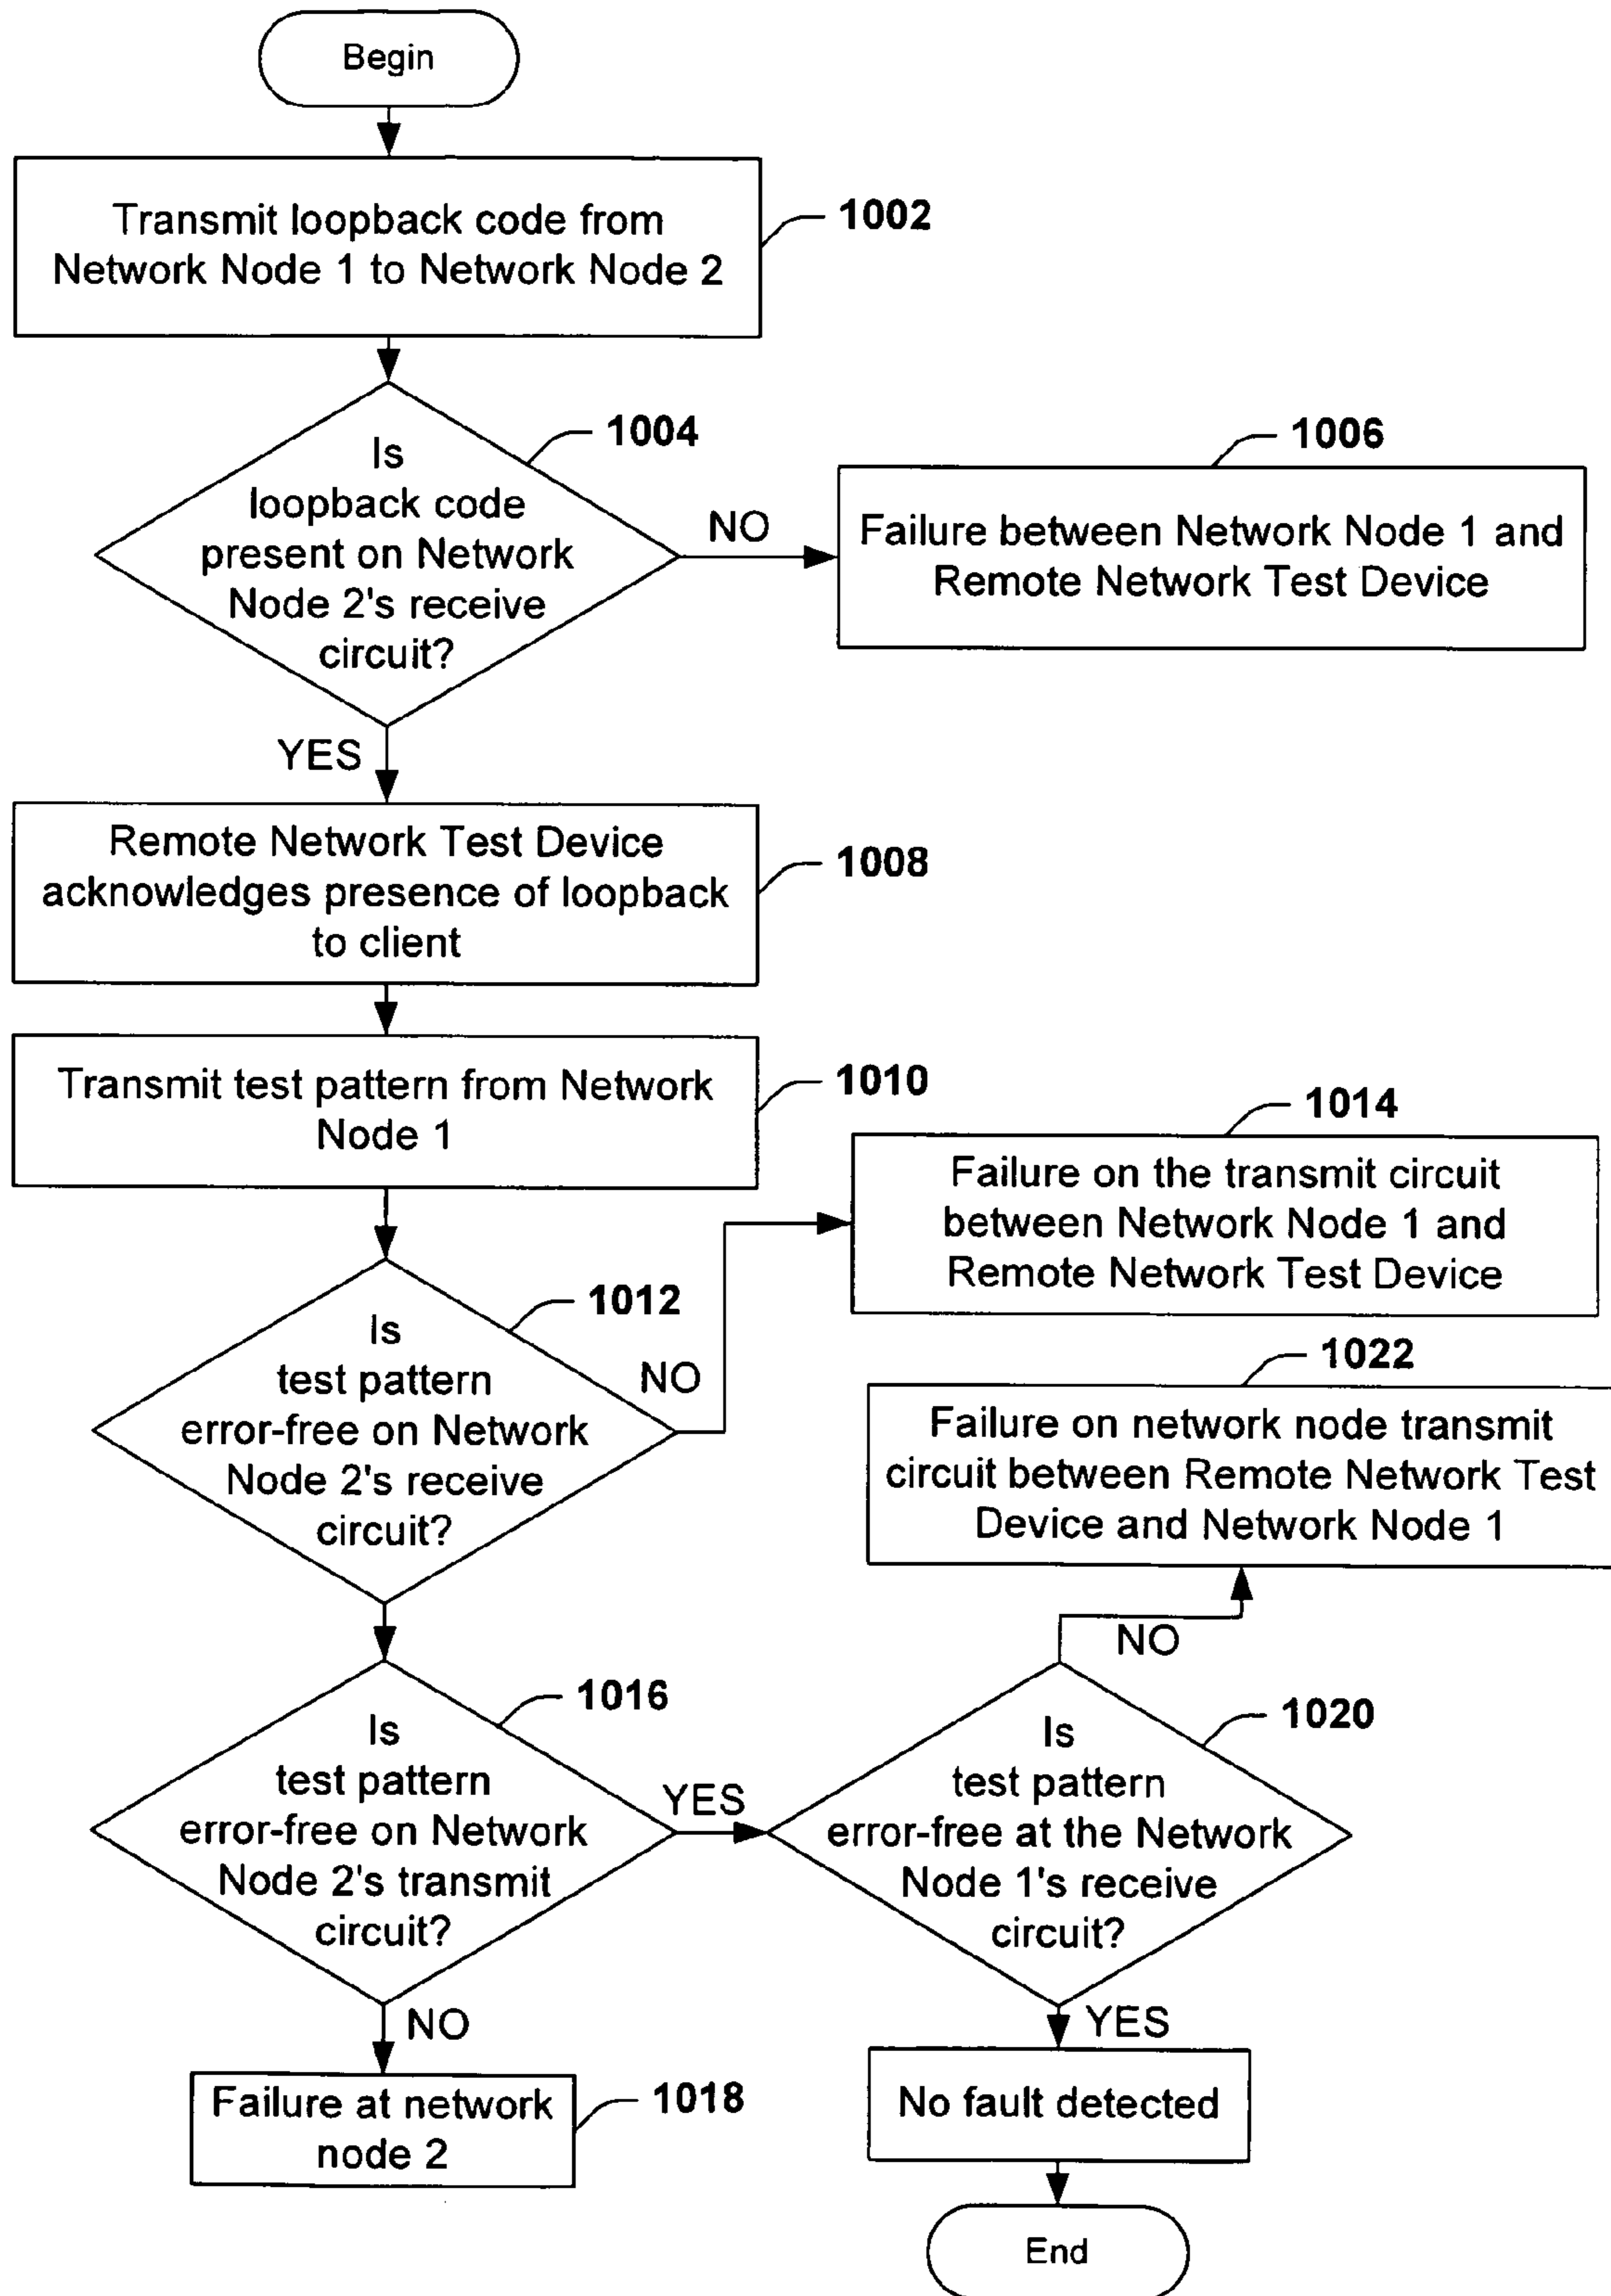 Begin
Transmit loopback code from
Network Node 1 to Network Node 2
1002
Is
loopback code
present on Network
Node 2's receive
circuit?
1004
NO
1006
Failure between Network Node 1 and
Remote Network Test Device
YES
Remote Network Test Device
acknowledges presence of loopback
to client
1008
Transmit test pattern from Network
Node 1
1010
Is
test pattern
error-free on Network
Node 2's receive
circuit?
1012
NO
1014
Failure on the transmit circuit
between Network Node 1 and
Remote Network Test Device
1022
Failure on network node transmit
circuit between Remote Network Test
Device and Network Node 1
NO
Is
test pattern
error-free on Network
Node 2's transmit
circuit?
1016
YES
Is
test pattern
error-free at the Network
Node 1's receive
circuit?
1020
NO
Failure at network
node 2
1018
YES
No fault detected
End